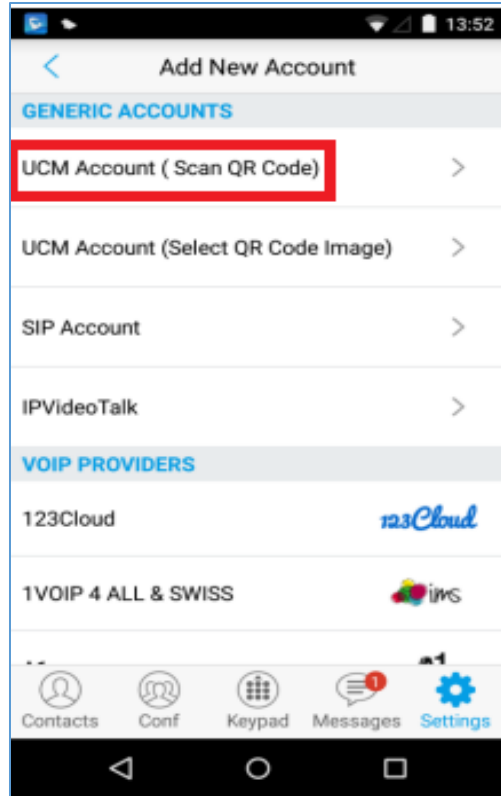 13:52
Add New Account
GENERIC ACCOUNTS
UCM Account ( Scan QR Code)
UCM Account (Select QR Code Image)
SIP Account
IPVideoTalk
VOIP PROVIDERS
123Cloud 123Cloud
1VOIP 4 ALL & SWISS ims
1
Contacts Conf Keypad Messages Settings